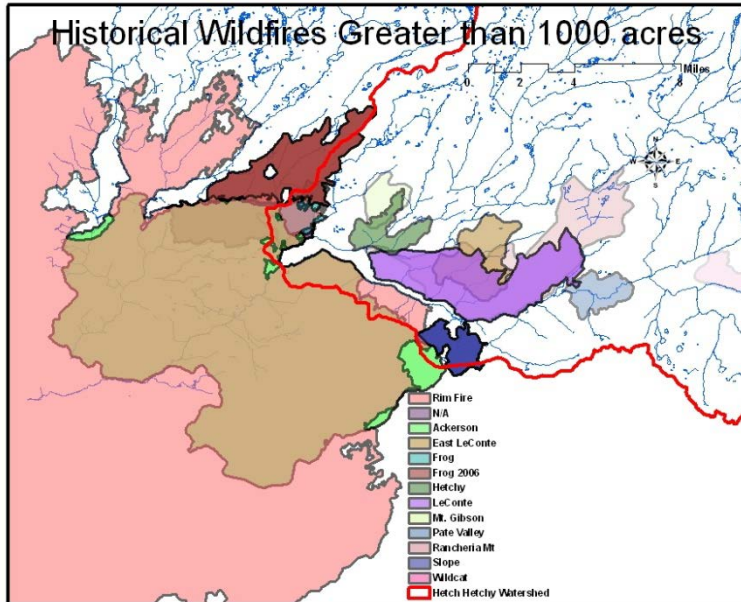 Historical Wildfires Greater than 1000 acres
Miles
0 2 4 8
N
W E
S
Rim Fire
N/A
Ackerson
East LeConte
Frog
Frog 2006
Hetchy
LeConte
Mt. Gibson
Pate Valley
Rancheria Mt
Slope
Wildcat
Hetch Hetchy Watershed